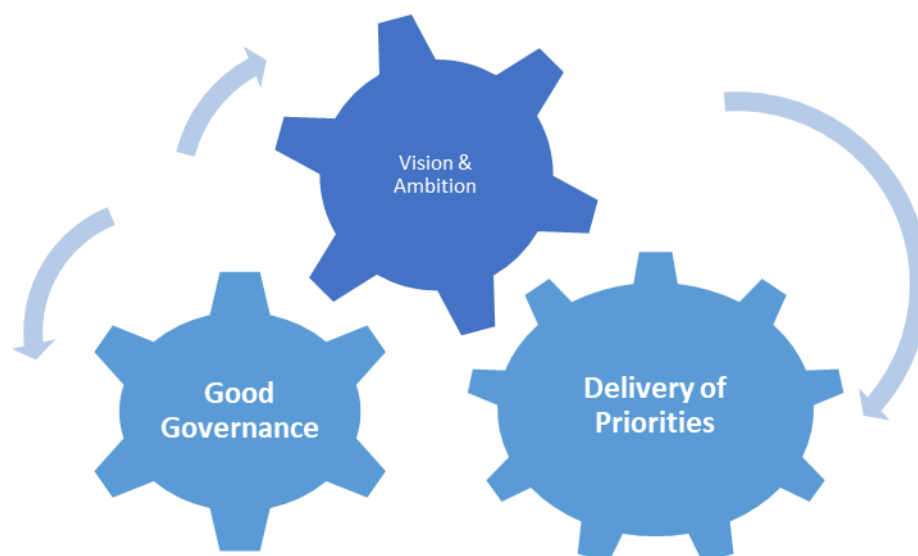 Vision &
Ambition
Good
Governance
Delivery of
Priorities